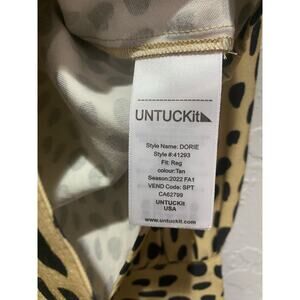 UNTUCKit
Style Name: DORIE
Style #:41293
Fit: Reg
colour:Tan
Season:2022 FA1
VEND Code: SPT
CA62799
UNTUCKit
USA
www.untuckit.com